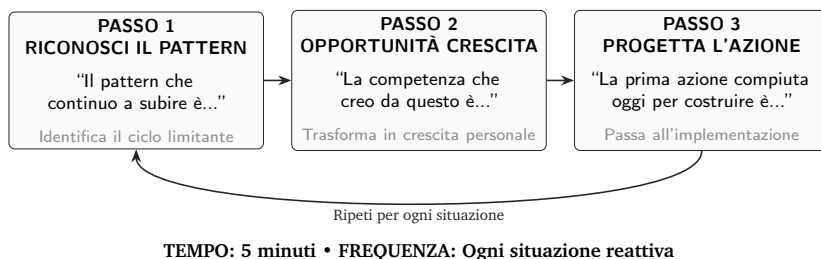 PASSO 1
RICONOSCI IL PATTERN
“Il pattern che
continuo a subire è...”
Identifica il ciclo limitante
PASSO 2
OPPORTUNITÀ CRESCITA
“La competenza che
creo da questo è...”
Trasforma in crescita personale
PASSO 3
PROGETTA L'AZIONE
“La prima azione compiuta
oggi per costruire è...”
Passa all'implementazione
Ripeti per ogni situazione
TEMPO: 5 minuti • FREQUENZA: Ogni situazione reattiva